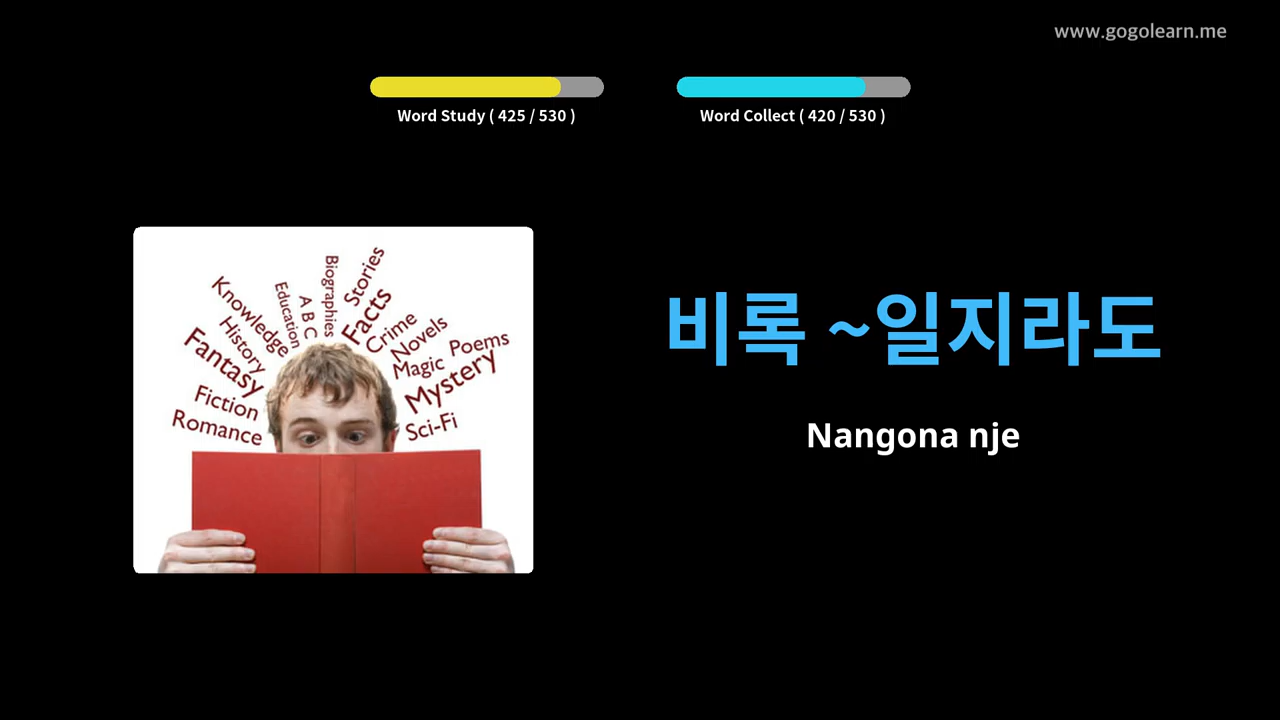 www.gogolearn.me
Word Study ( 425 / 530 )
Word Collect ( 420 / 530 )
Knowledge
Education
A B C
Biographies
Stories
Facts
History
Crime
Novels
Fantasy
Magic
Poems
Fiction
Mystery
Romance
Sci-Fi
비록 ~일지라도
Nangona nje